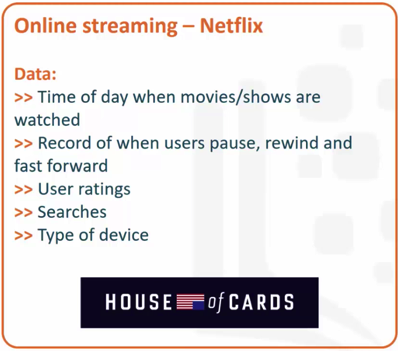 Online streaming – Netflix
Data:
>> Time of day when movies/shows are
watched
>> Record of when users pause, rewind and
fast forward
>> User ratings
>> Searches
>> Type of device
HOUSE of CARDS